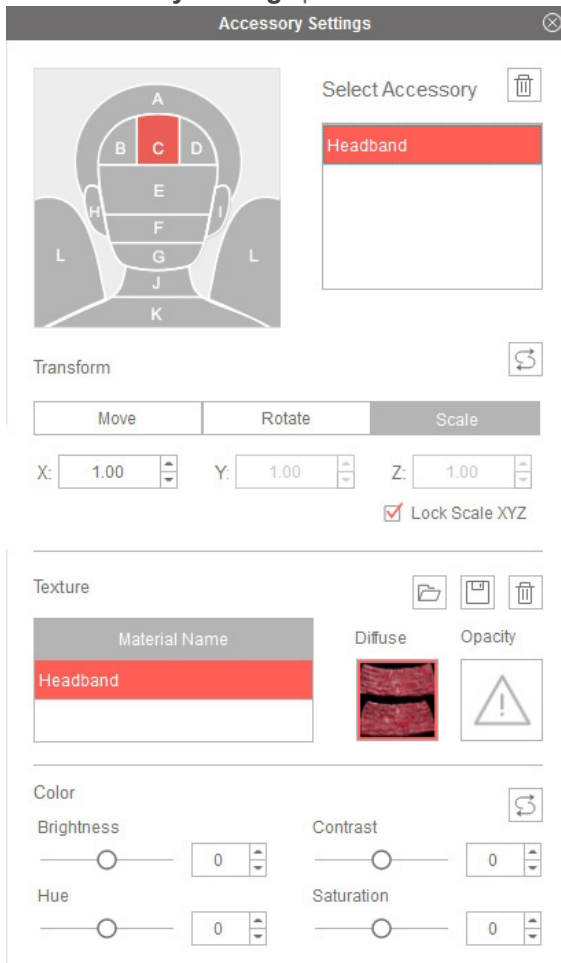 Accessory Settings
A
B C D
E
H F I
L G L
J
K
Select Accessory
Headband
Transform
Move Rotate Scale
X: 1.00 Y: 1.00 Z: 1.00
Lock Scale XYZ
Texture
Material Name
Headband
Diffuse Opacity
Color
Brightness Contrast
0 0
Hue Saturation
0 0